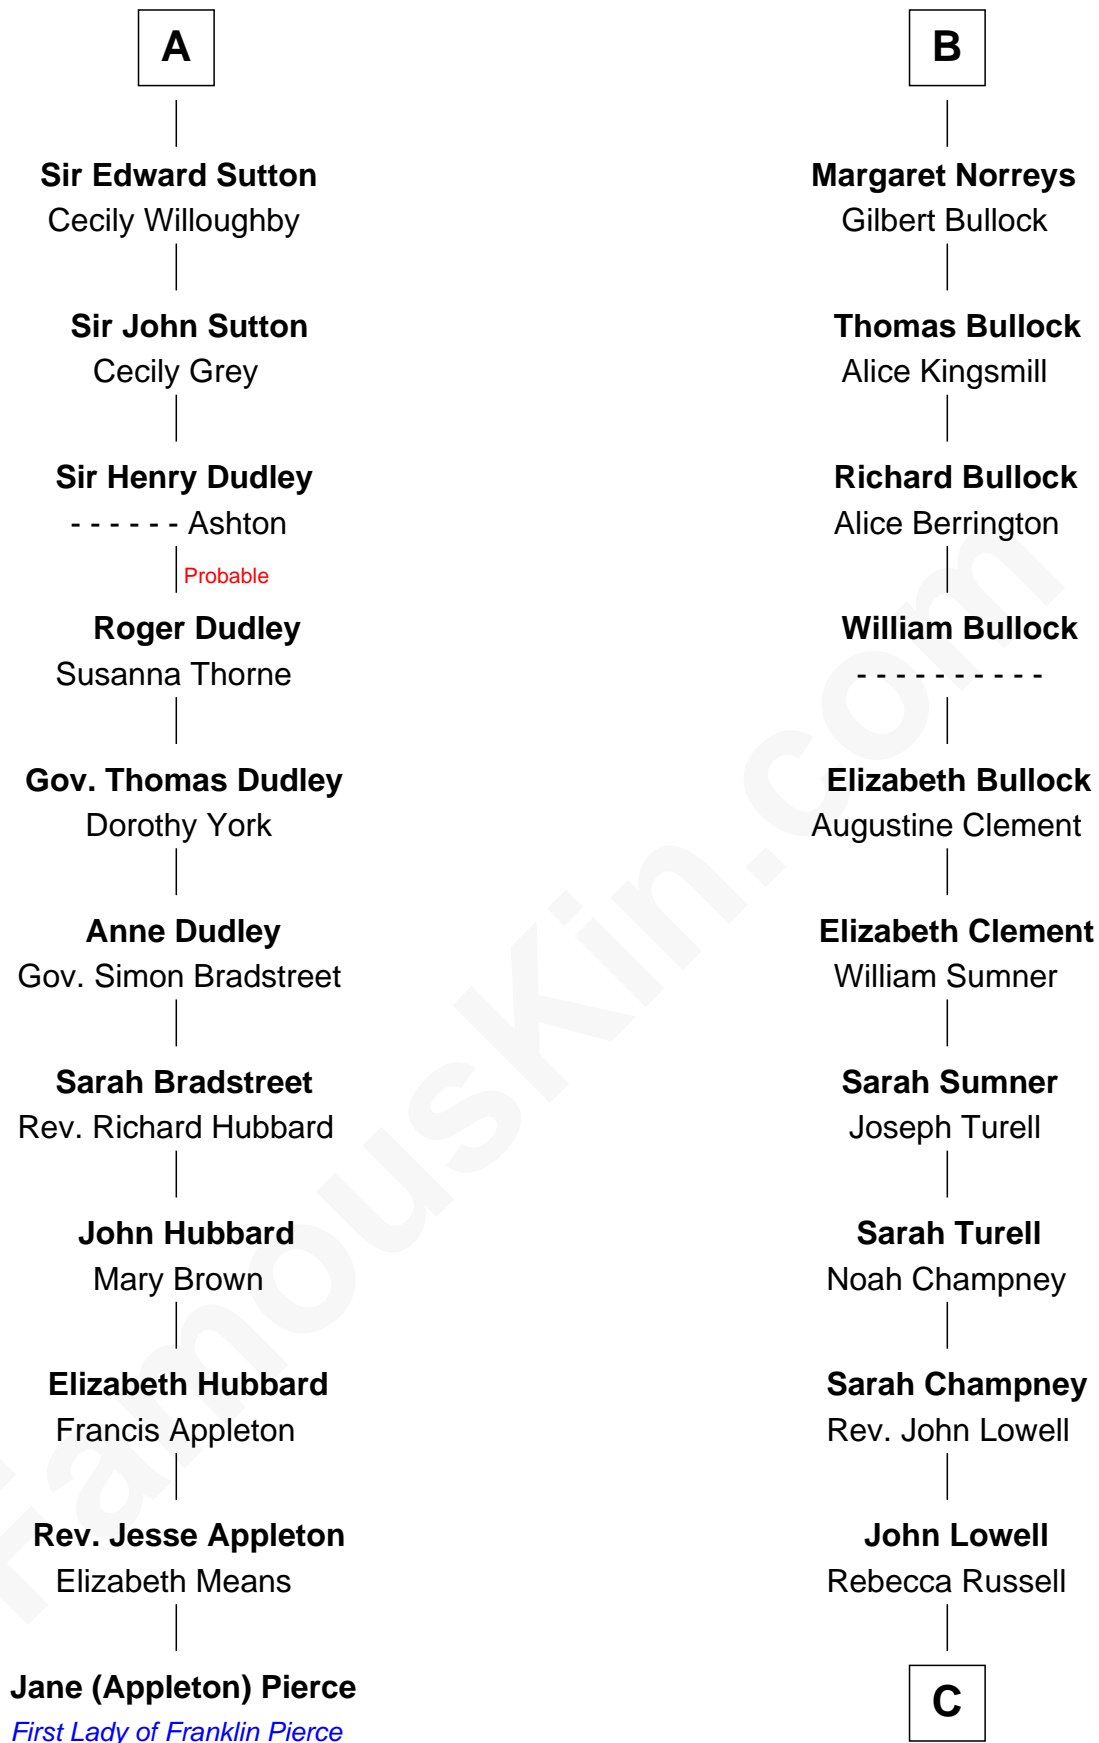 A
Sir Edward Sutton
Cecily Willoughby
Sir John Sutton
Cecily Grey
Sir Henry Dudley
- - - - - - Ashton
Probable
Roger Dudley
Susanna Thorne
Gov. Thomas Dudley
Dorothy York
Anne Dudley
Gov. Simon Bradstreet
Sarah Bradstreet
Rev. Richard Hubbard
John Hubbard
Mary Brown
Elizabeth Hubbard
Francis Appleton
Rev. Jesse Appleton
Elizabeth Means
Jane (Appleton) Pierce
First Lady of Franklin Pierce
B
Margaret Norreys
Gilbert Bullock
Thomas Bullock
Alice Kingsmill
Richard Bullock
Alice Berrington
William Bullock
- - - - - - - - - -
Elizabeth Bullock
Augustine Clement
Elizabeth Clement
William Sumner
Sarah Sumner
Joseph Turell
Sarah Turell
Noah Champney
Sarah Champney
Rev. John Lowell
John Lowell
Rebecca Russell
C
FamousKin.com